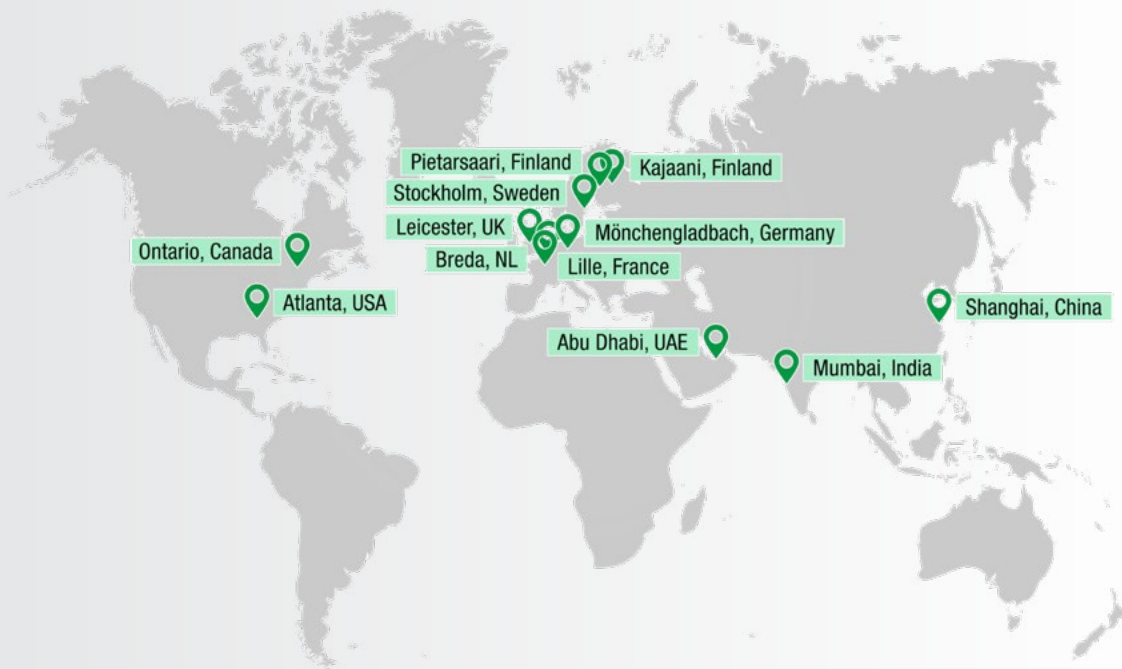 Pietarsaari, Finland
Kajaani, Finland
Stockholm, Sweden
Leicester, UK
Mönchengladbach, Germany
Ontario, Canada
Breda, NL
Lille, France
Atlanta, USA
Shanghai, China
Abu Dhabi, UAE
Mumbai, India